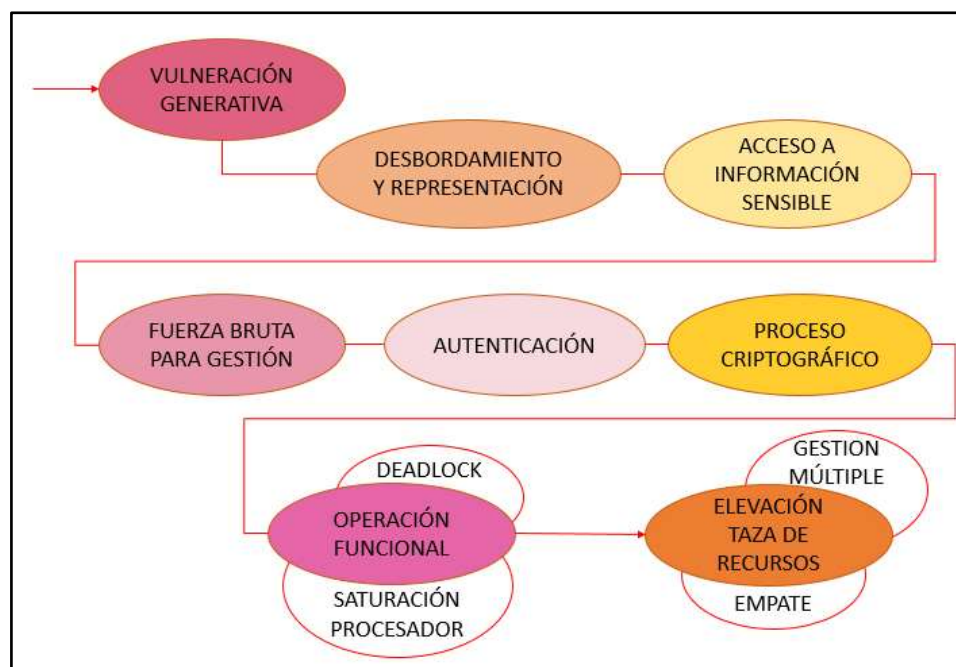 VULNERACIÓN
GENERATIVA
DESBORDAMIENTO
Y REPRESENTACIÓN
ACCESO A
INFORMACIÓN
SENSIBLE
FUERZA BRUTA
PARA GESTIÓN
AUTENTICACIÓN
PROCESO
CRIPTOGRÁFICO
DEADLOCK
OPERACIÓN
FUNCIONAL
SATURACIÓN
PROCESADOR
GESTION
MÚLTIPLE
ELEVACIÓN
TAZA DE
RECURSOS
EMPATE